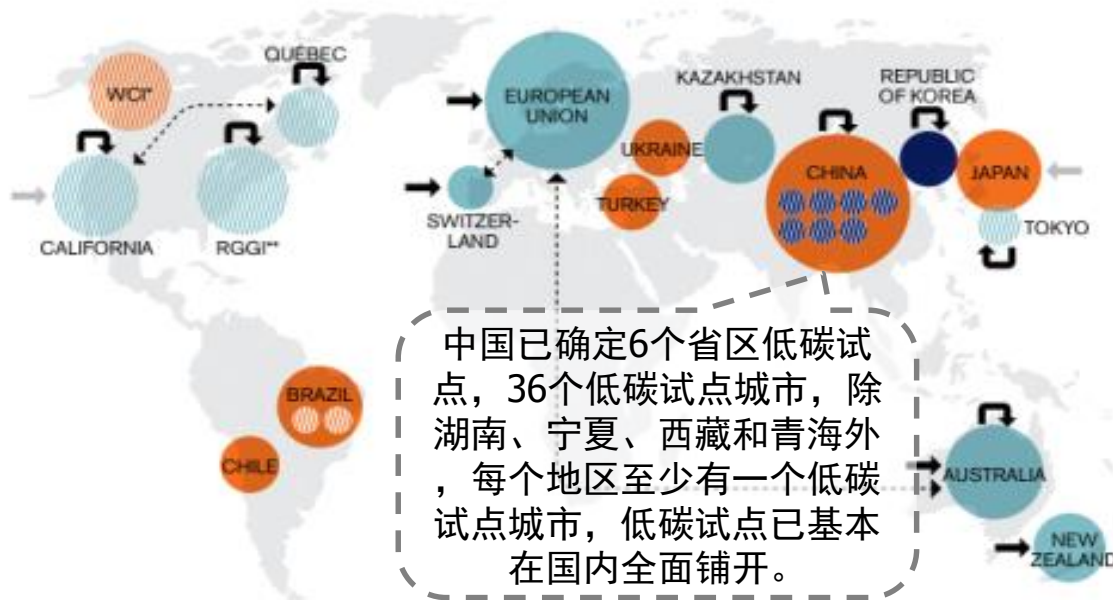 QUÉBEC
WCI*
CALIFORNIA
RGGI**
EUROPEAN
UNION
SWITZER-
LAND
UKRAINE
TURKEY
KAZAKHSTAN
CHINA
REPUBLIC
OF KOREA
JAPAN
TOKYO
BRAZIL
CHILE
中国已确定6个省区低碳试
点，36个低碳试点城市，除
湖南、宁夏、西藏和青海外
，每个地区至少有一个低碳
试点城市，低碳试点已基本
在国内全面铺开。
AUSTRALIA
NEW
ZEALAND